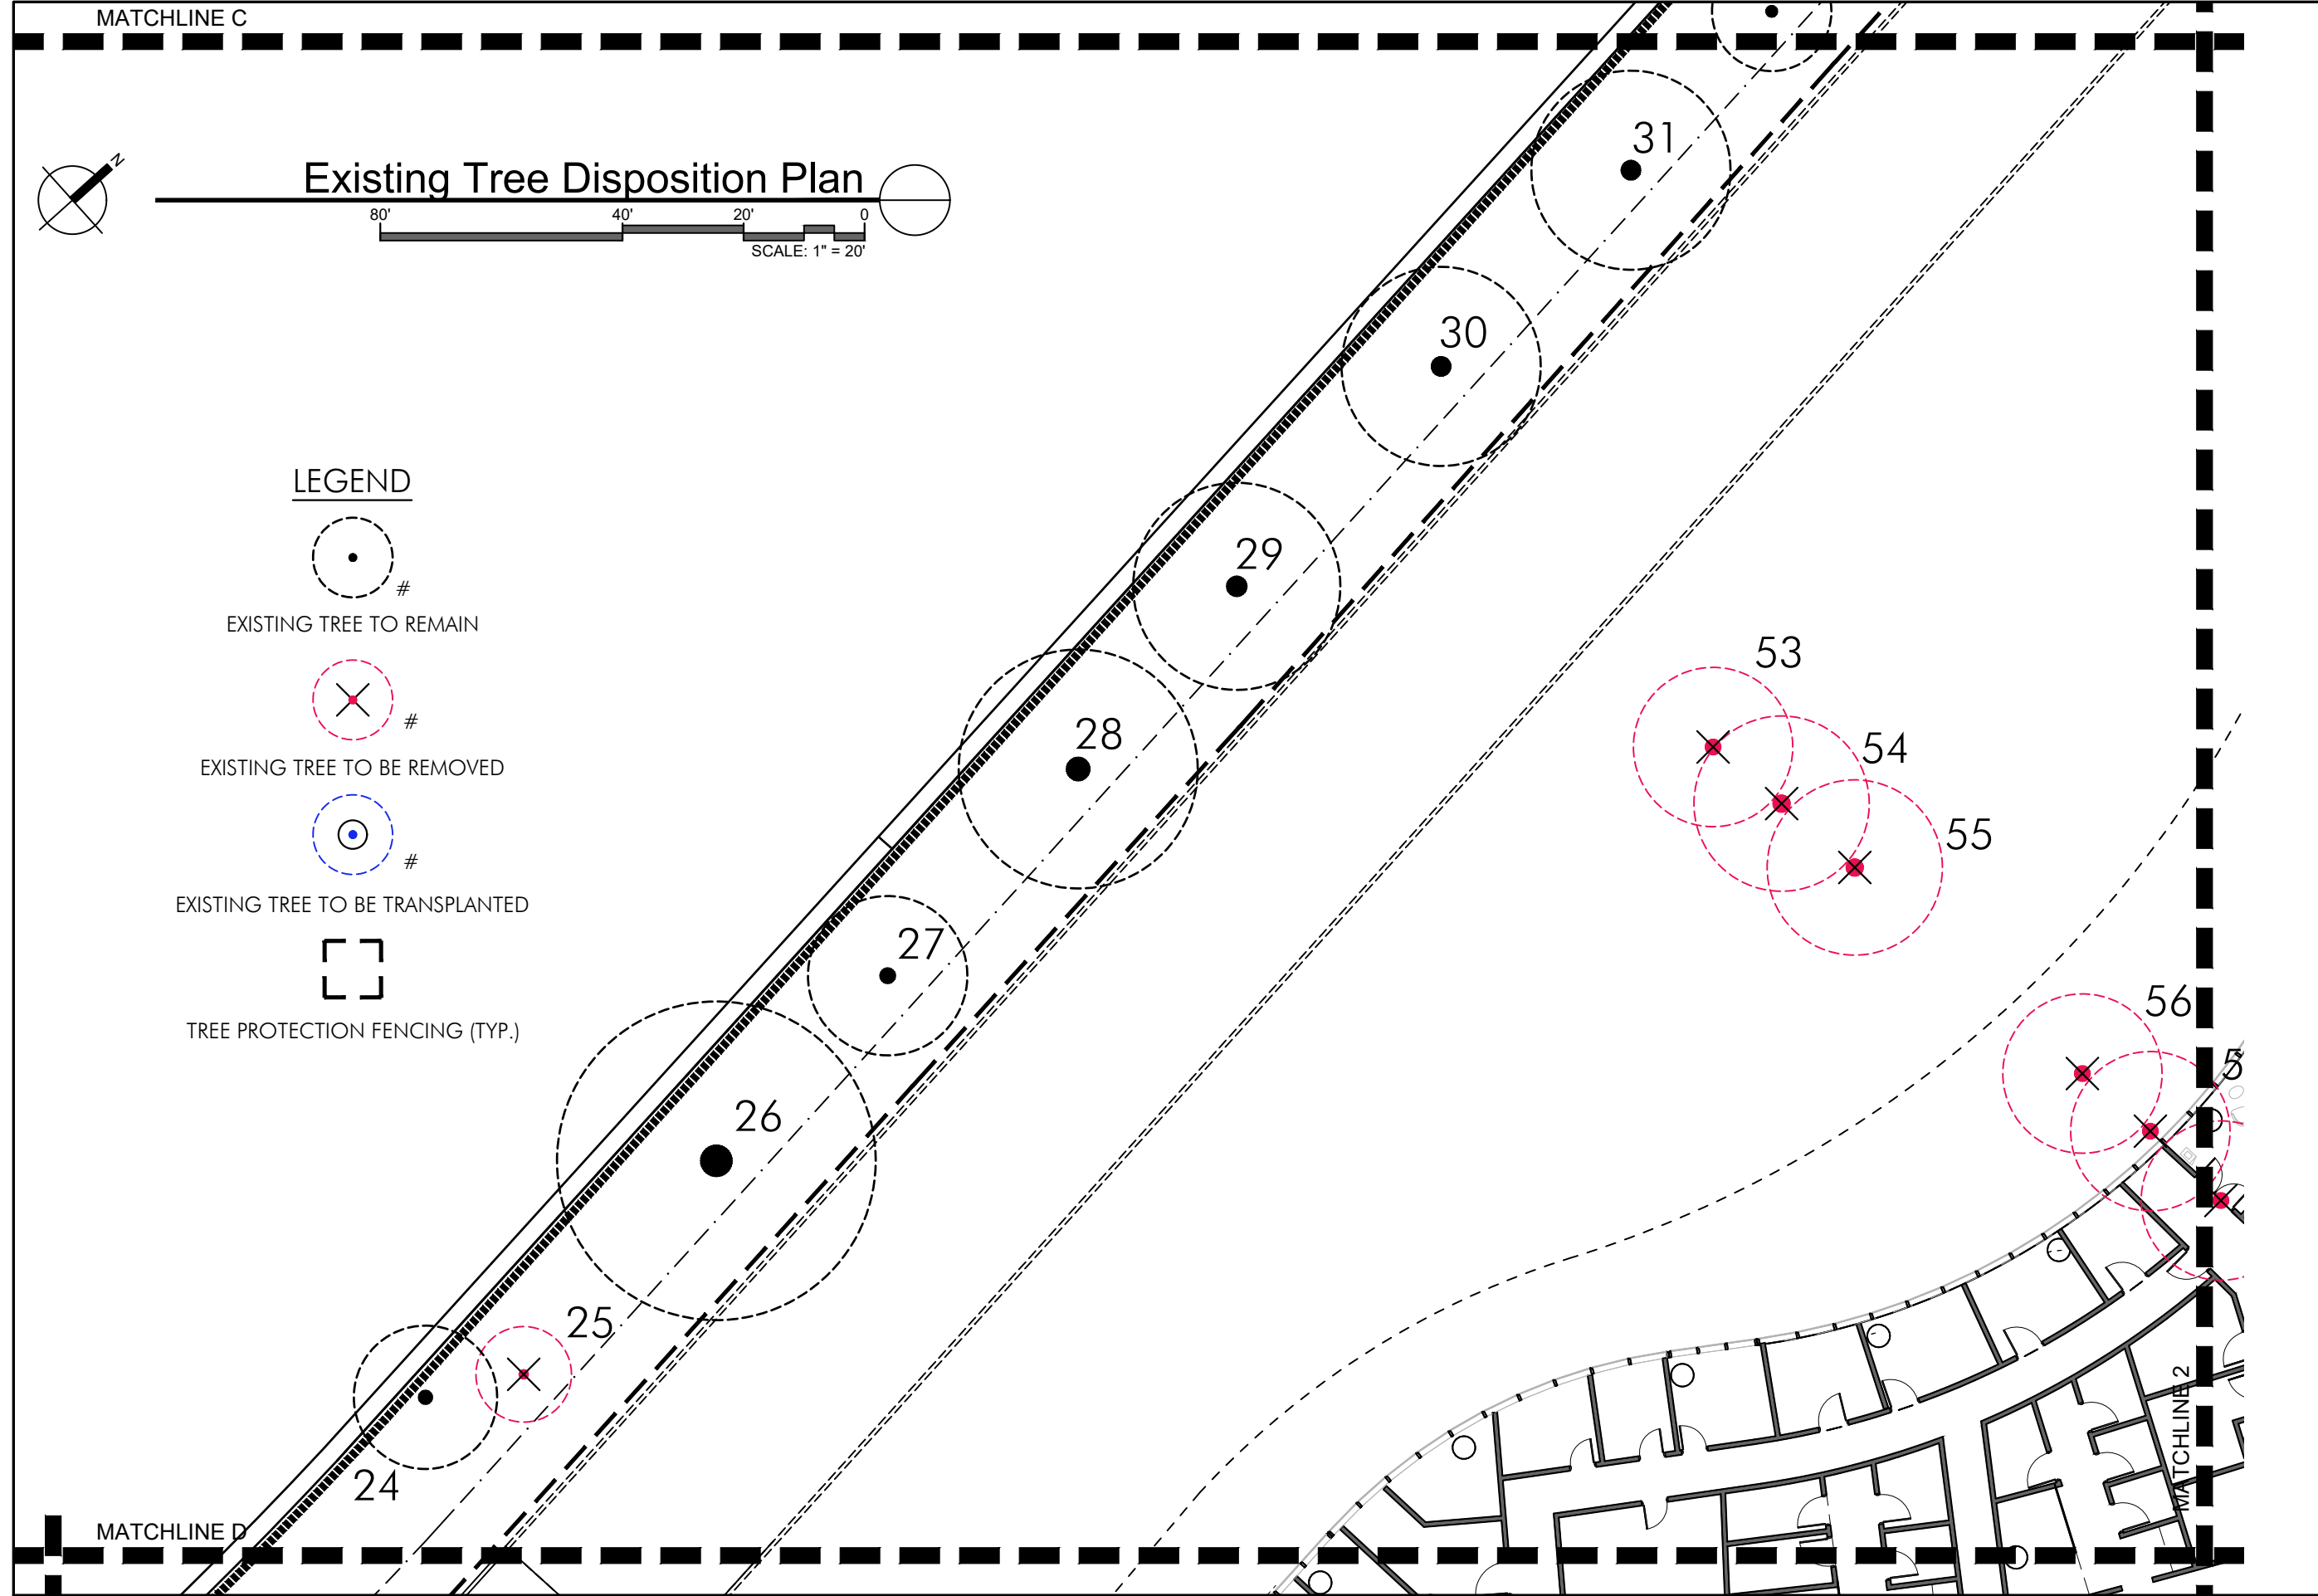 MATCHLINE C
N
Existing Tree Disposition Plan
80' 40' 20' 0
SCALE: 1" = 20'
31
30
29
28
27
26
25
24
53
54
55
56
5
LEGEND
#
EXISTING TREE TO REMAIN
#
EXISTING TREE TO BE REMOVED
#
EXISTING TREE TO BE TRANSPLANTED
TREE PROTECTION FENCING (TYP.)
MATCHLINE 2
MATCHLINE D